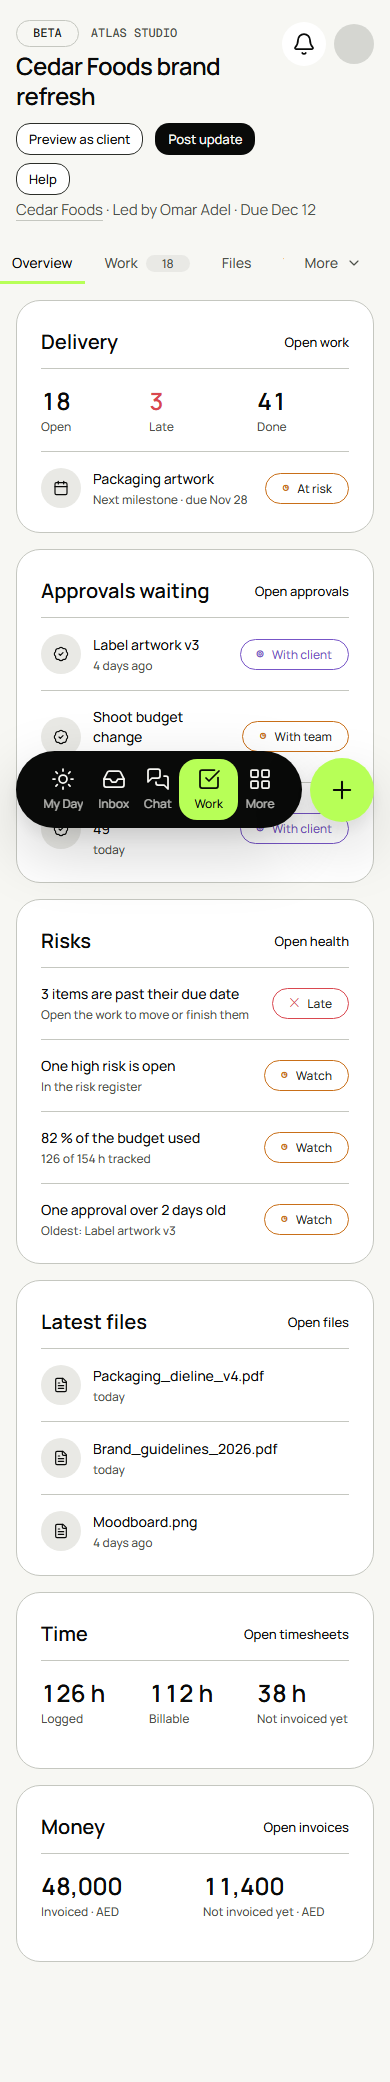 BETA ATLAS STUDIO
Cedar Foods brand
refresh
Preview as client Post update
Help
Cedar Foods · Led by Omar Adel · Due Dec 12
Overview Work 18 Files More
Delivery Open work
18 3 41
Open Late Done
Packaging artwork
Next milestone · due Nov 28
At risk
Approvals waiting Open approvals
Label artwork v3
4 days ago
With client
Shoot budget
change
With team
My Day Inbox Chat Work More
49
today
With client
Risks Open health
3 items are past their due date
Open the work to move or finish them
Late
One high risk is open
In the risk register
Watch
82 % of the budget used
126 of 154 h tracked
Watch
One approval over 2 days old
Oldest: Label artwork v3
Watch
Latest files Open files
Packaging_dieline_v4.pdf
today
Brand_guidelines_2026.pdf
today
Moodboard.png
4 days ago
Time Open timesheets
126 h 112 h 38 h
Logged Billable Not invoiced yet
Money Open invoices
48,000 11,400
Invoiced · AED Not invoiced yet · AED